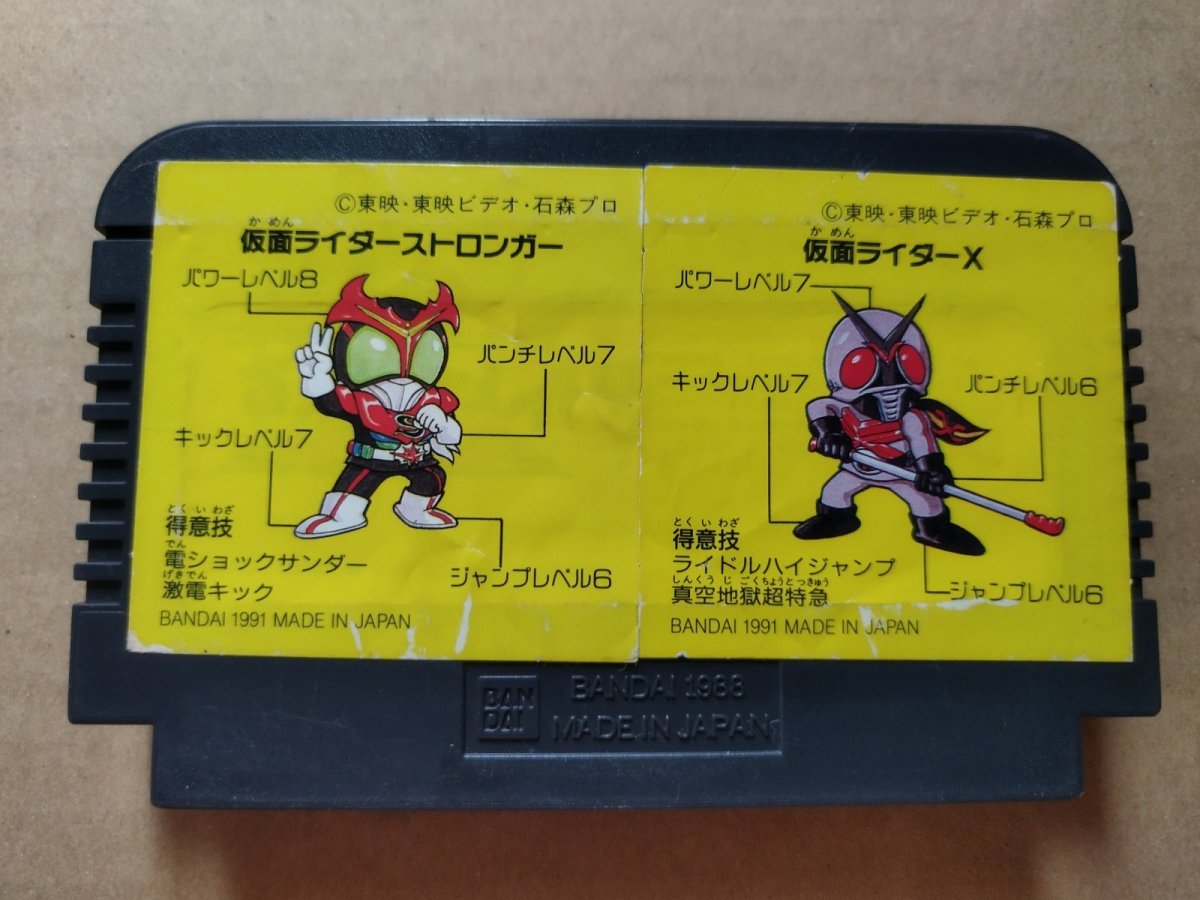 ©東映・東映ビデオ・石森プロ
かめん
仮面ライダーストロンガー
パワーレベル8
パンチレベル7
キックレベル7
とくいわざ
得意技
でん
電ショックサンダー
げきでん
激電キック
ジャンプレベル6
BANDAI 1991 MADE IN JAPAN
©東映・東映ビデオ・石森プロ
かめん
仮面ライダーX
パワーレベル7
キックレベル7
パンチレベル6
とくいわざ
得意技
ライドルハイジャンプ
しんくうじごくちょうとっきゅう
真空地獄超特急
ジャンプレベル6
BANDAI 1991 MADE IN JAPAN
BAN
DAI
BANDAI 1988
MADE IN JAPAN